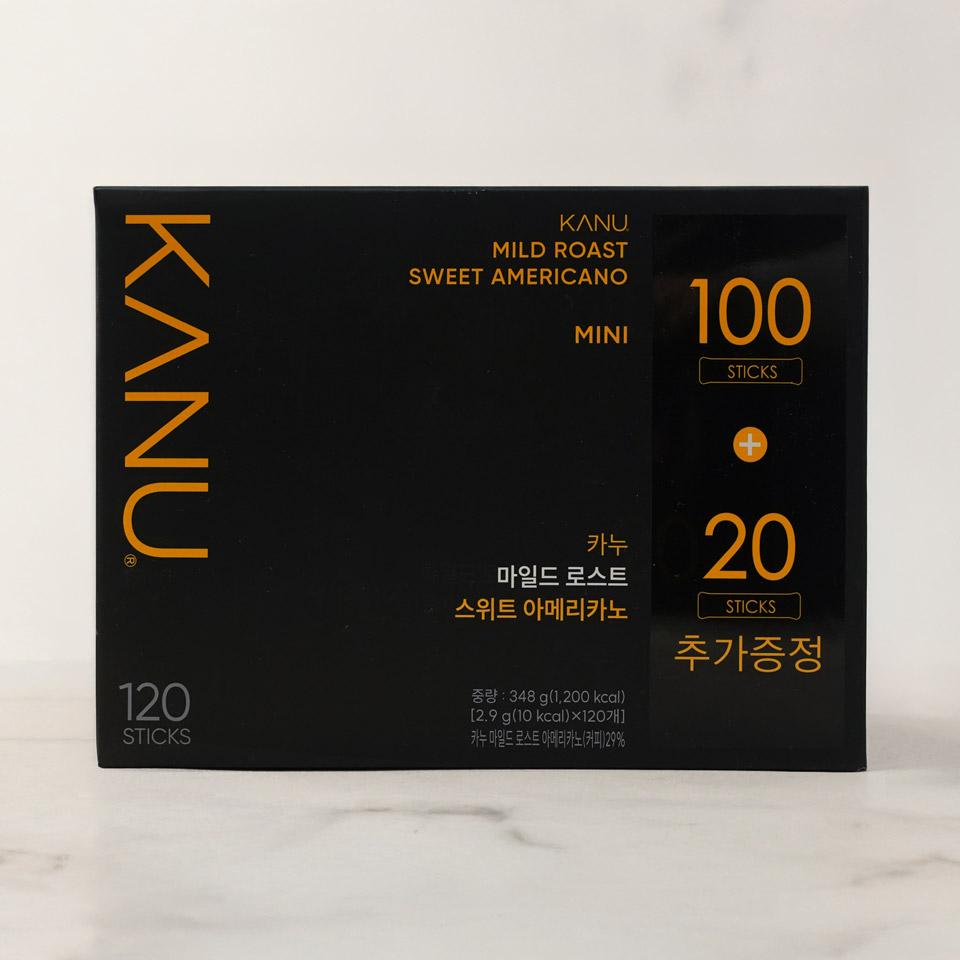 KANU®
KANU
MILD ROAST
SWEET AMERICANO
MINI
카누
마일드 로스트
스위트 아메리카노
중량 : 348 g(1,200 kcal)
[2.9 g(10 kcal)×120개]
카누 마일드 로스트 아메리카노(커피)29%
120
STICKS
100
STICKS
+
20
STICKS
추가증정